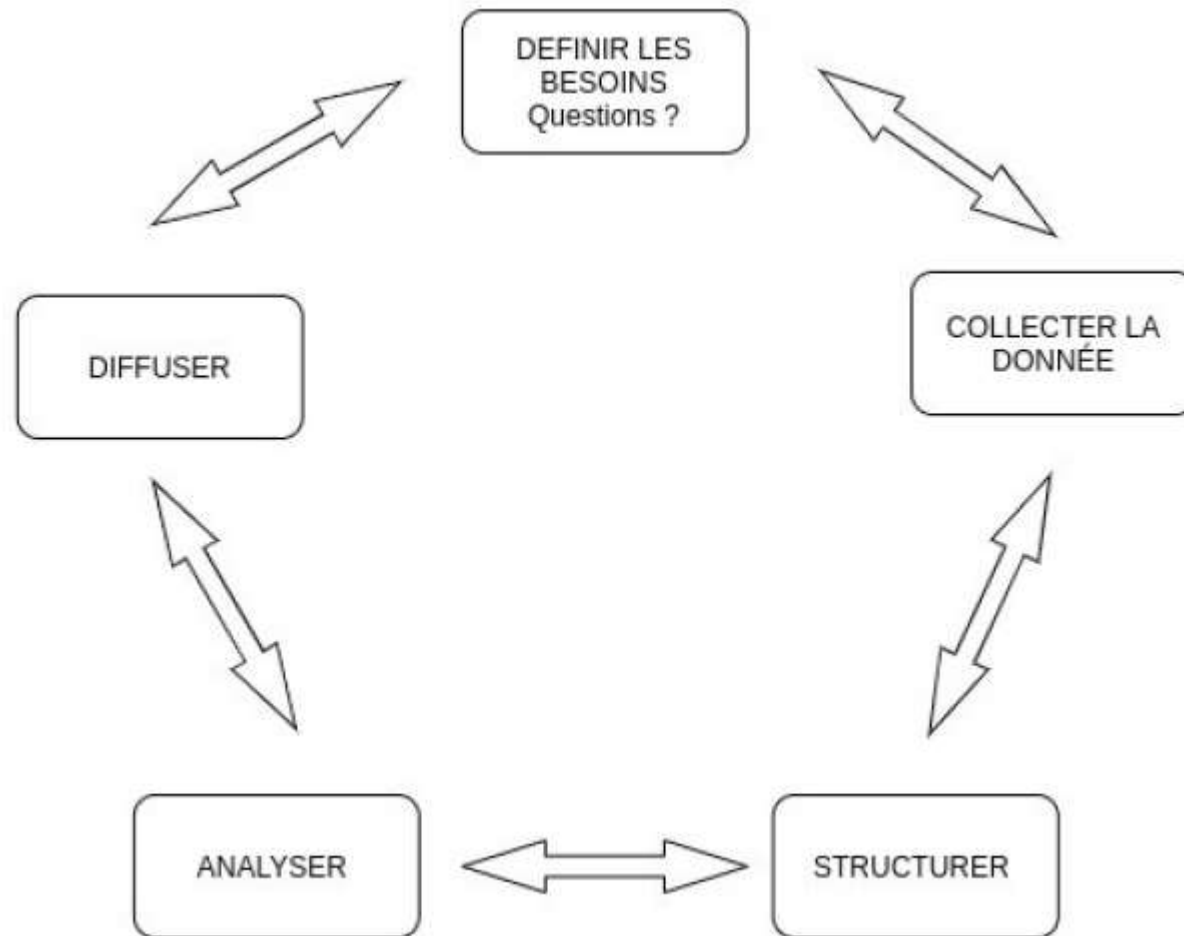 DEFINIR LES
BESOINS
Questions ?
COLLECTER LA
DONNÉE
DIFFUSER
ANALYSER
STRUCTURER